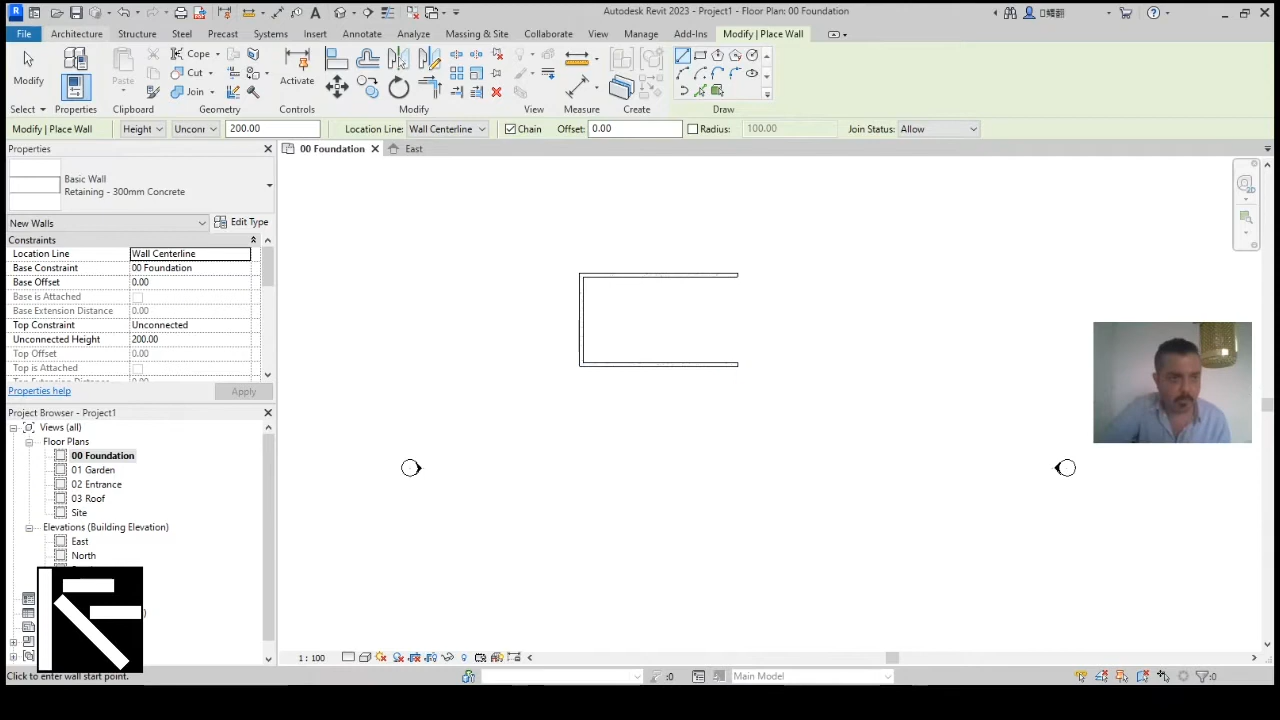 Autodesk Revit 2023 - Project1 - Floor Plan: 00 Foundation
File Architecture Structure Steel Precast Systems Insert Annotate Analyze Massing & Site Collaborate View Manage Add-Ins Modify | Place Wall
Modify Paste Cope Cut Join Activate
Select Properties Clipboard Geometry Controls Modify View Measure Create Draw
Modify | Place Wall Height Unconr 200.00 Location Line: Wall Centerline Chain Offset: 0.00 Radius: 100.00 Join Status: Allow
Properties
00 Foundation East
Basic Wall
Retaining - 300mm Concrete
New Walls Edit Type
Constraints
Location Line Wall Centerline
Base Constraint 00 Foundation
Base Offset 0.00
Base is Attached
Base Extension Distance 0.00
Top Constraint Unconnected
Unconnected Height 200.00
Top Offset 0.00
Top is Attached
Properties help Apply
Project Browser - Project1
Views (all)
Floor Plans
00 Foundation
01 Garden
02 Entrance
03 Roof
Site
Elevations (Building Elevation)
East
North
1 : 100
Click to enter wall start point. :0 Main Model :0